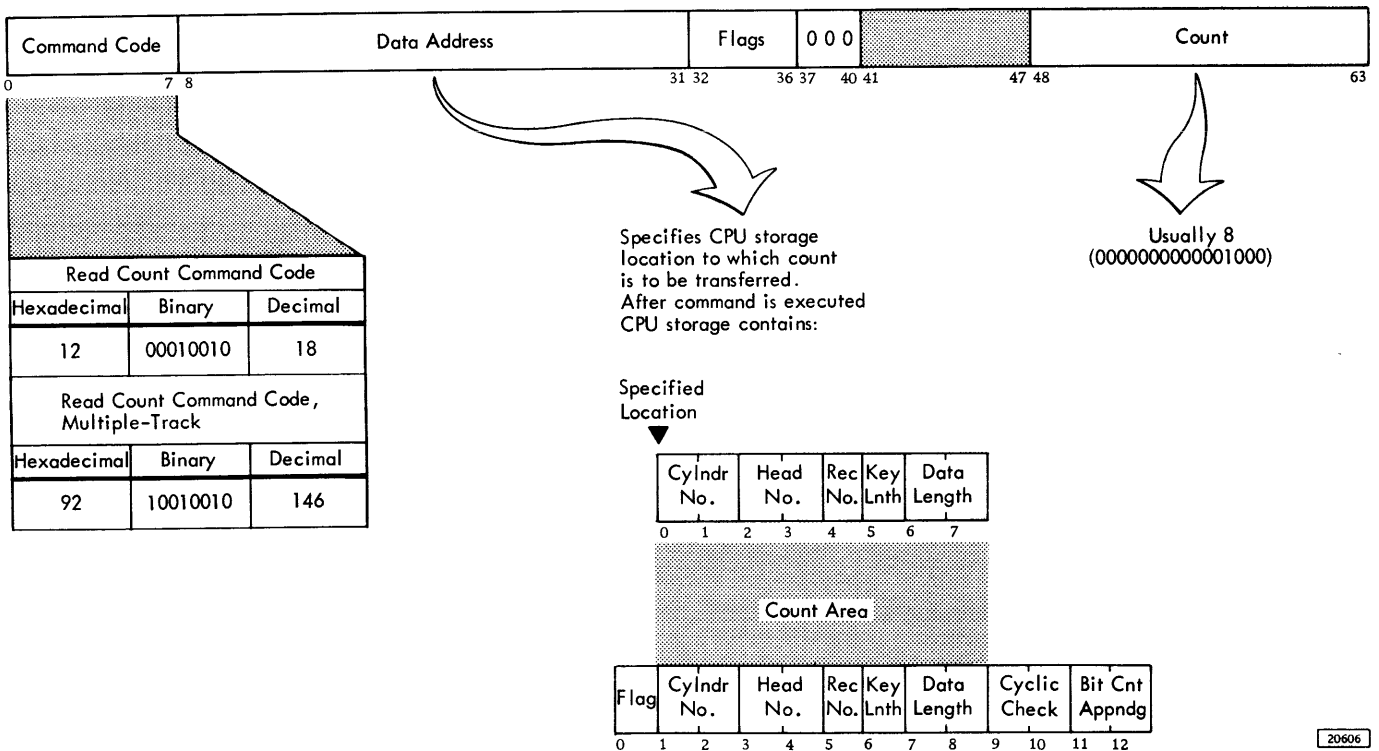 Command Code Data Address Flags 0 0 0 Count
0 7 8 31 32 36 37 40 41 47 48 63
Specifies CPU storage
location to which count
is to be transferred.
After command is executed
CPU storage contains:
Usually 8
(0000000000001000)
Read Count Command Code
Hexadecimal Binary Decimal
12 00010010 18
Read Count Command Code,
Multiple-Track
Hexadecimal Binary Decimal
92 10010010 146
Specified
Location
Cylndr Head Rec Key Data
No. No. No. Lnth Length
0 1 2 3 4 5 6 7
Count Area
Flag Cylndr Head Rec Key Data Cyclic Bit Cnt
No. No. No. Lnth Length Check Appndg
0 1 2 3 4 5 6 7 8 9 10 11 12
20606